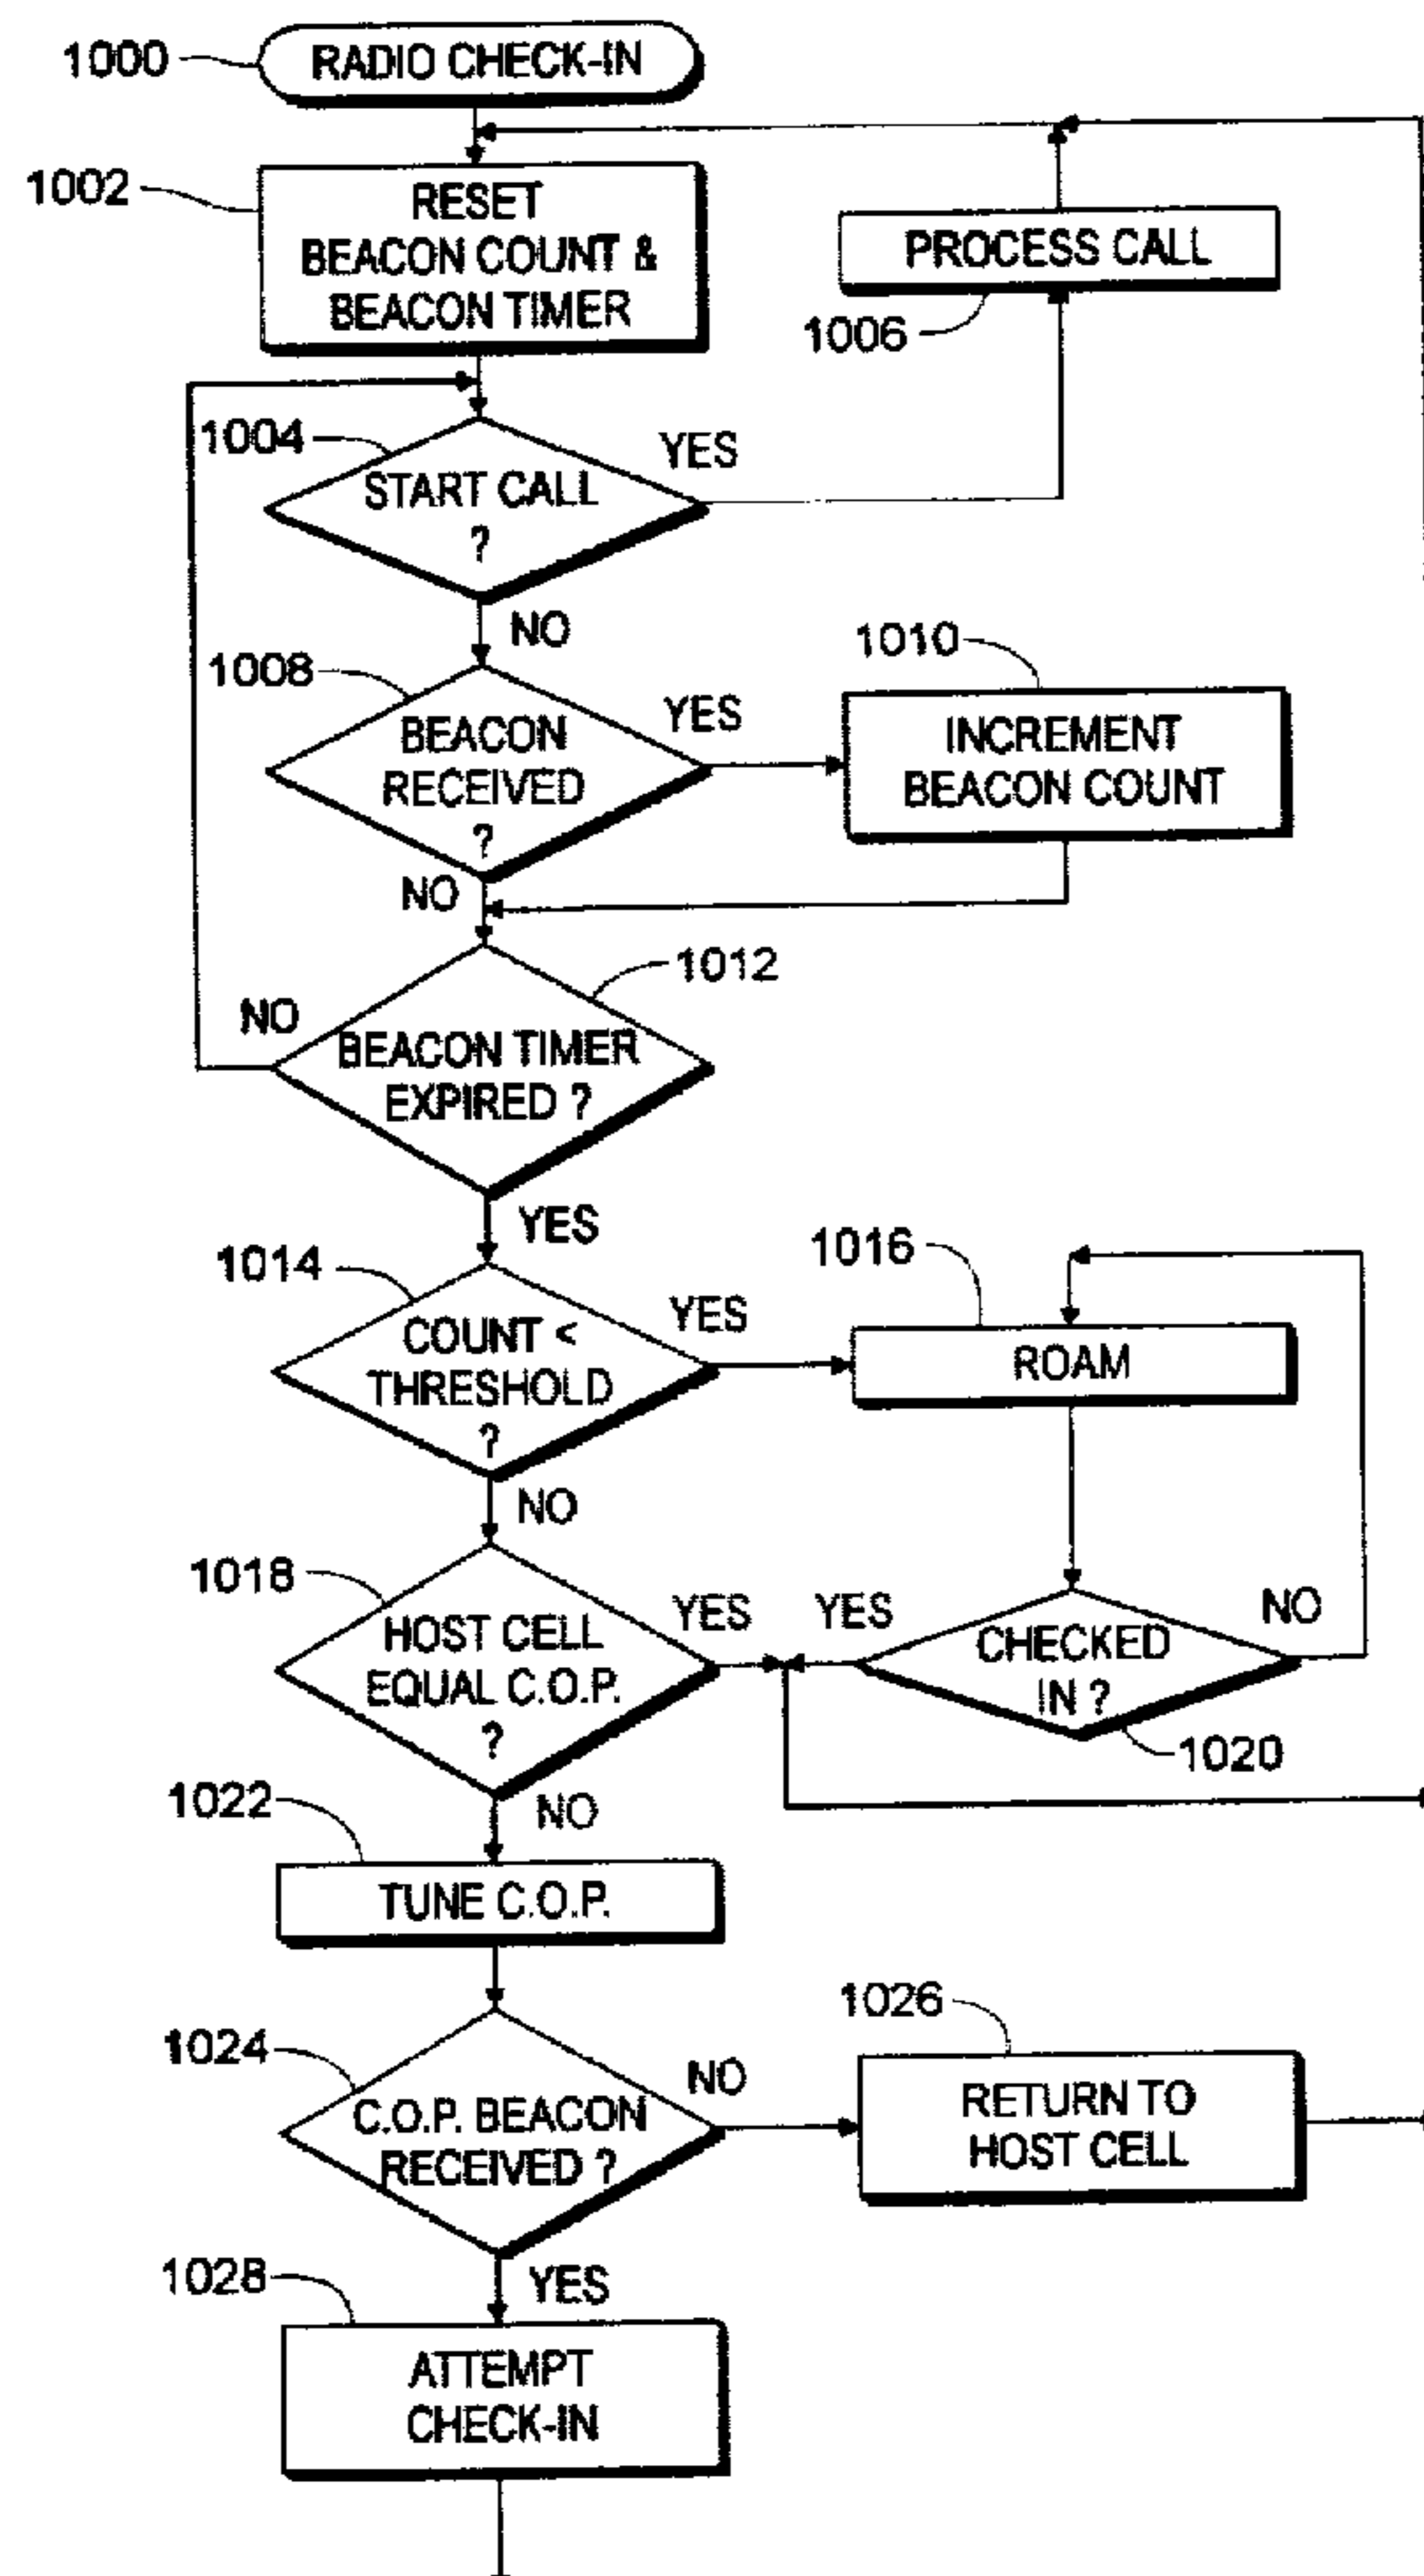 1000
RADIO CHECK-IN
1002
RESET
BEACON COUNT &
BEACON TIMER
PROCESS CALL
1006
1004
START CALL
?
YES
NO
1008
BEACON
RECEIVED
?
YES
1010
INCREMENT
BEACON COUNT
NO
1012
BEACON TIMER
EXPIRED ?
NO
YES
1014
COUNT <
THRESHOLD
?
YES
1016
ROAM
NO
1018
HOST CELL
EQUAL C.O.P.
?
YES
YES
CHECKED
IN ?
NO
1020
NO
1022
TUNE C.O.P.
1024
C.O.P. BEACON
RECEIVED ?
NO
1026
RETURN TO
HOST CELL
YES
1028
ATTEMPT
CHECK-IN